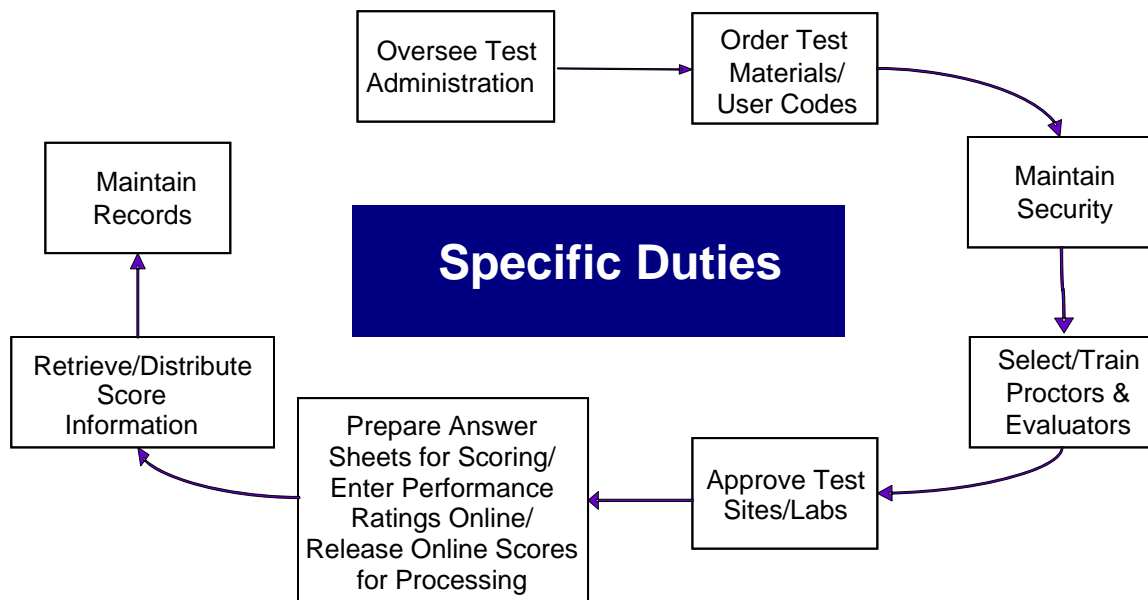 Oversee Test
Administration
Order Test
Materials/
User Codes
Maintain
Security
Select/Train
Proctors &
Evaluators
Approve Test
Sites/Labs
Prepare Answer
Sheets for Scoring/
Enter Performance
Ratings Online/
Release Online Scores
for Processing
Retrieve/Distribute
Score
Information
Maintain
Records
Specific Duties